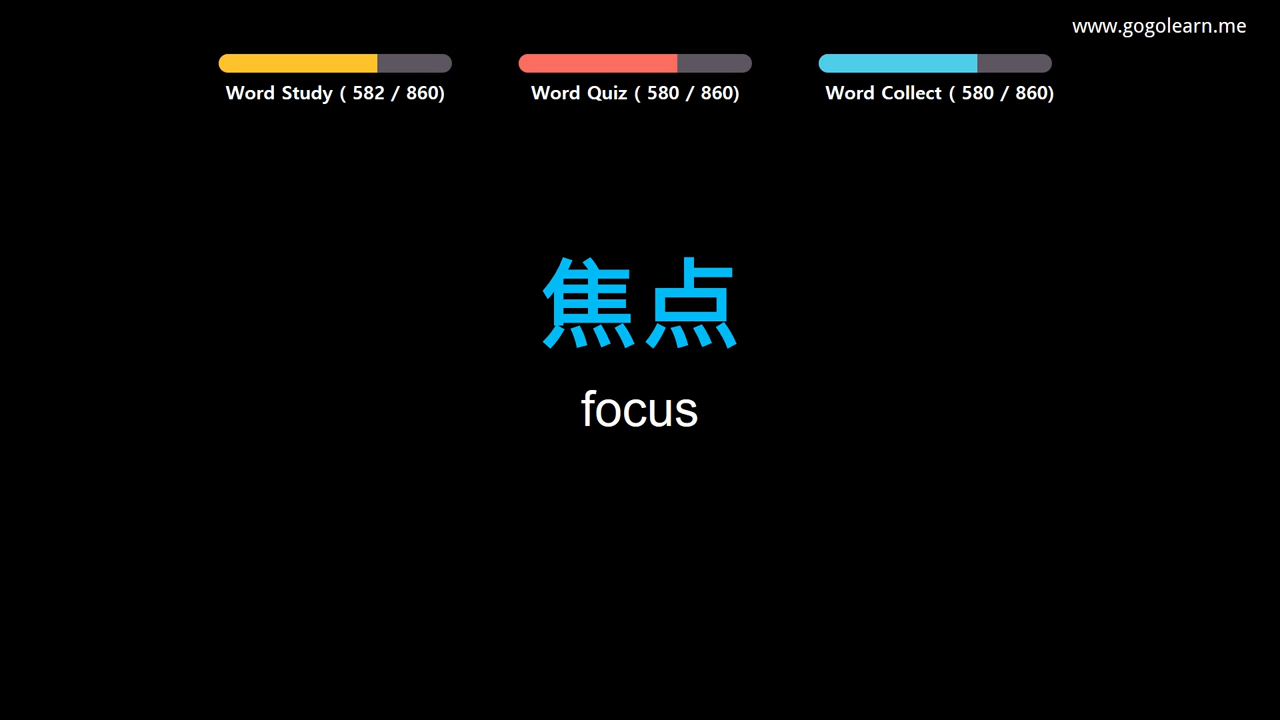 www.gogolearn.me
Word Study ( 582 / 860)
Word Quiz ( 580 / 860)
Word Collect ( 580 / 860)
焦点
focus